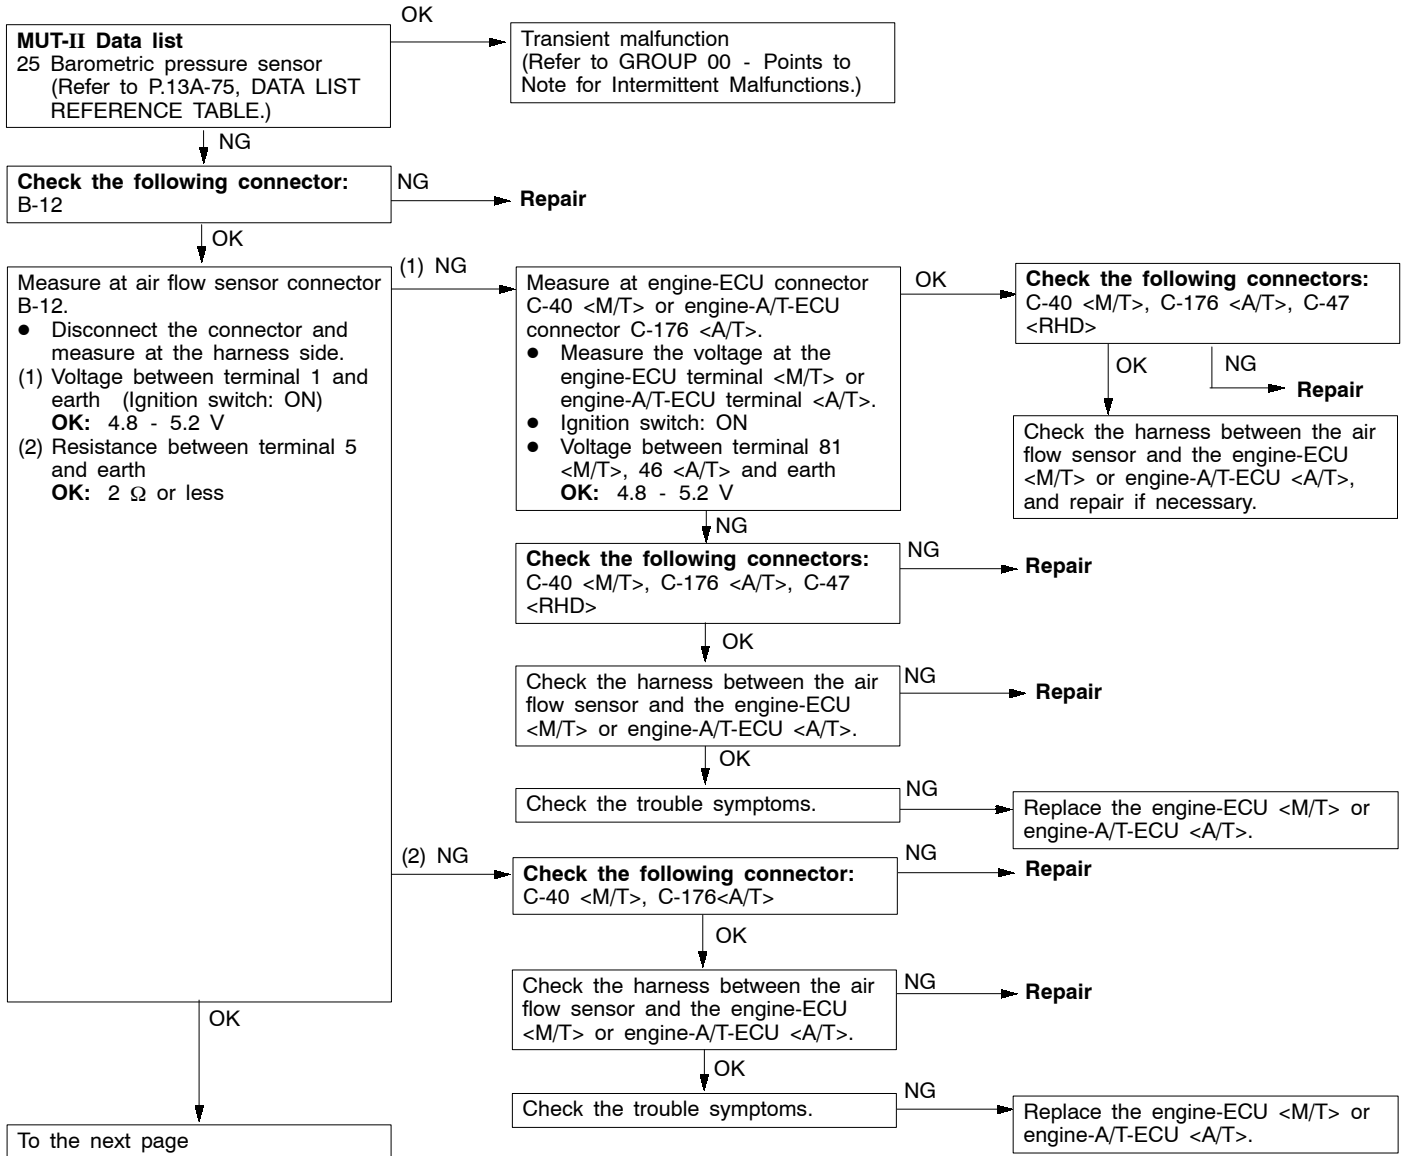 OK
MUT-II Data list
25 Barometric pressure sensor
(Refer to P.13A-75, DATA LIST
REFERENCE TABLE.)
Transient malfunction
(Refer to GROUP 00 - Points to
Note for Intermittent Malfunctions.)
NG
Check the following connector:
B-12
NG
Repair
OK
Measure at air flow sensor connector
B-12.
● Disconnect the connector and
measure at the harness side.
(1) Voltage between terminal 1 and
earth (Ignition switch: ON)
OK: 4.8 - 5.2 V
(2) Resistance between terminal 5
and earth
OK: 2 Ω or less
(1) NG
Measure at engine-ECU connector
C-40 <M/T> or engine-A/T-ECU
connector C-176 <A/T>.
● Measure the voltage at the
engine-ECU terminal <M/T> or
engine-A/T-ECU terminal <A/T>.
● Ignition switch: ON
● Voltage between terminal 81
<M/T>, 46 <A/T> and earth
OK: 4.8 - 5.2 V
OK
Check the following connectors:
C-40 <M/T>, C-176 <A/T>, C-47
<RHD>
OK
NG
Repair
Check the harness between the air
flow sensor and the engine-ECU
<M/T> or engine-A/T-ECU <A/T>,
and repair if necessary.
NG
Check the following connectors:
C-40 <M/T>, C-176 <A/T>, C-47
<RHD>
NG
Repair
OK
Check the harness between the air
flow sensor and the engine-ECU
<M/T> or engine-A/T-ECU <A/T>.
NG
Repair
OK
Check the trouble symptoms.
NG
Replace the engine-ECU <M/T> or
engine-A/T-ECU <A/T>.
(2) NG
Check the following connector:
C-40 <M/T>, C-176<A/T>
NG
Repair
OK
Check the harness between the air
flow sensor and the engine-ECU
<M/T> or engine-A/T-ECU <A/T>.
NG
Repair
OK
Check the trouble symptoms.
NG
Replace the engine-ECU <M/T> or
engine-A/T-ECU <A/T>.
OK
To the next page